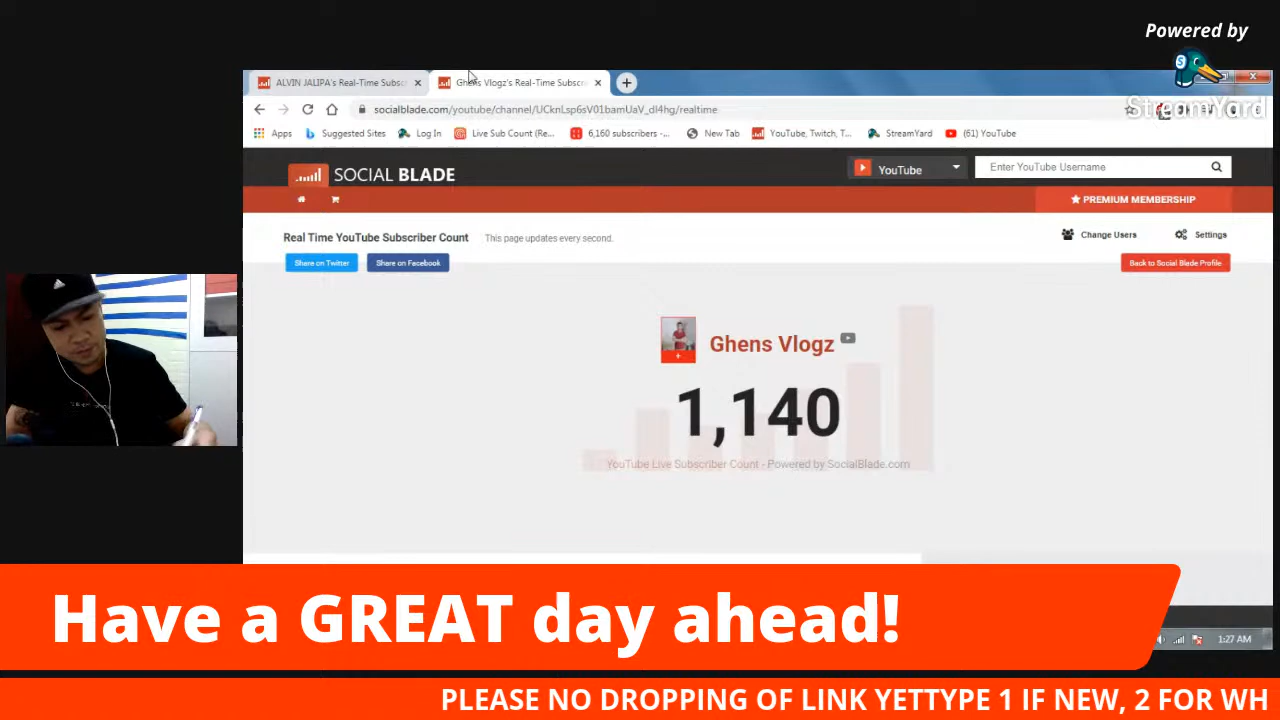 Powered by
StreamYard
ALVIN JALIPA's Real-Time Subsc
Ghens Vlogz's Real-Time Subscri
socialblade.com/youtube/channel/UCknLsp6sV01bamUaV_dl4hg/realtime
Apps
Suggested Sites
Log In
Live Sub Count (Re...
6,160 subscribers -...
New Tab
YouTube, Twitch, T...
StreamYard
(61) YouTube
SOCIAL BLADE
YouTube
Enter YouTube Username
PREMIUM MEMBERSHIP
Real Time YouTube Subscriber Count
This page updates every second.
Change Users
Settings
Share on Twitter
Share on Facebook
Back to Social Blade Profile
Ghens Vlogz
1,140
YouTube Live Subscriber Count - Powered by SocialBlade.com
Have a GREAT day ahead!
1:27 AM
PLEASE NO DROPPING OF LINK YETTYPE 1 IF NEW, 2 FOR WH